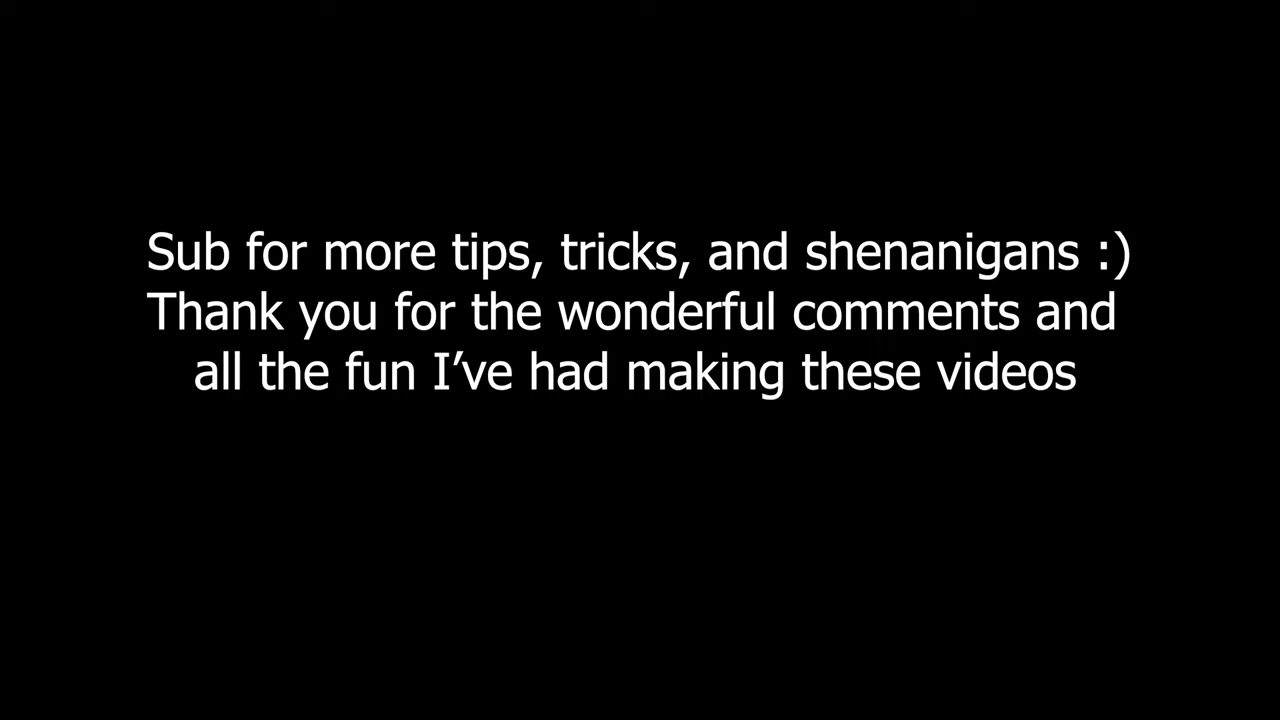 Sub for more tips, tricks, and shenanigans :)
Thank you for the wonderful comments and
all the fun I’ve had making these videos